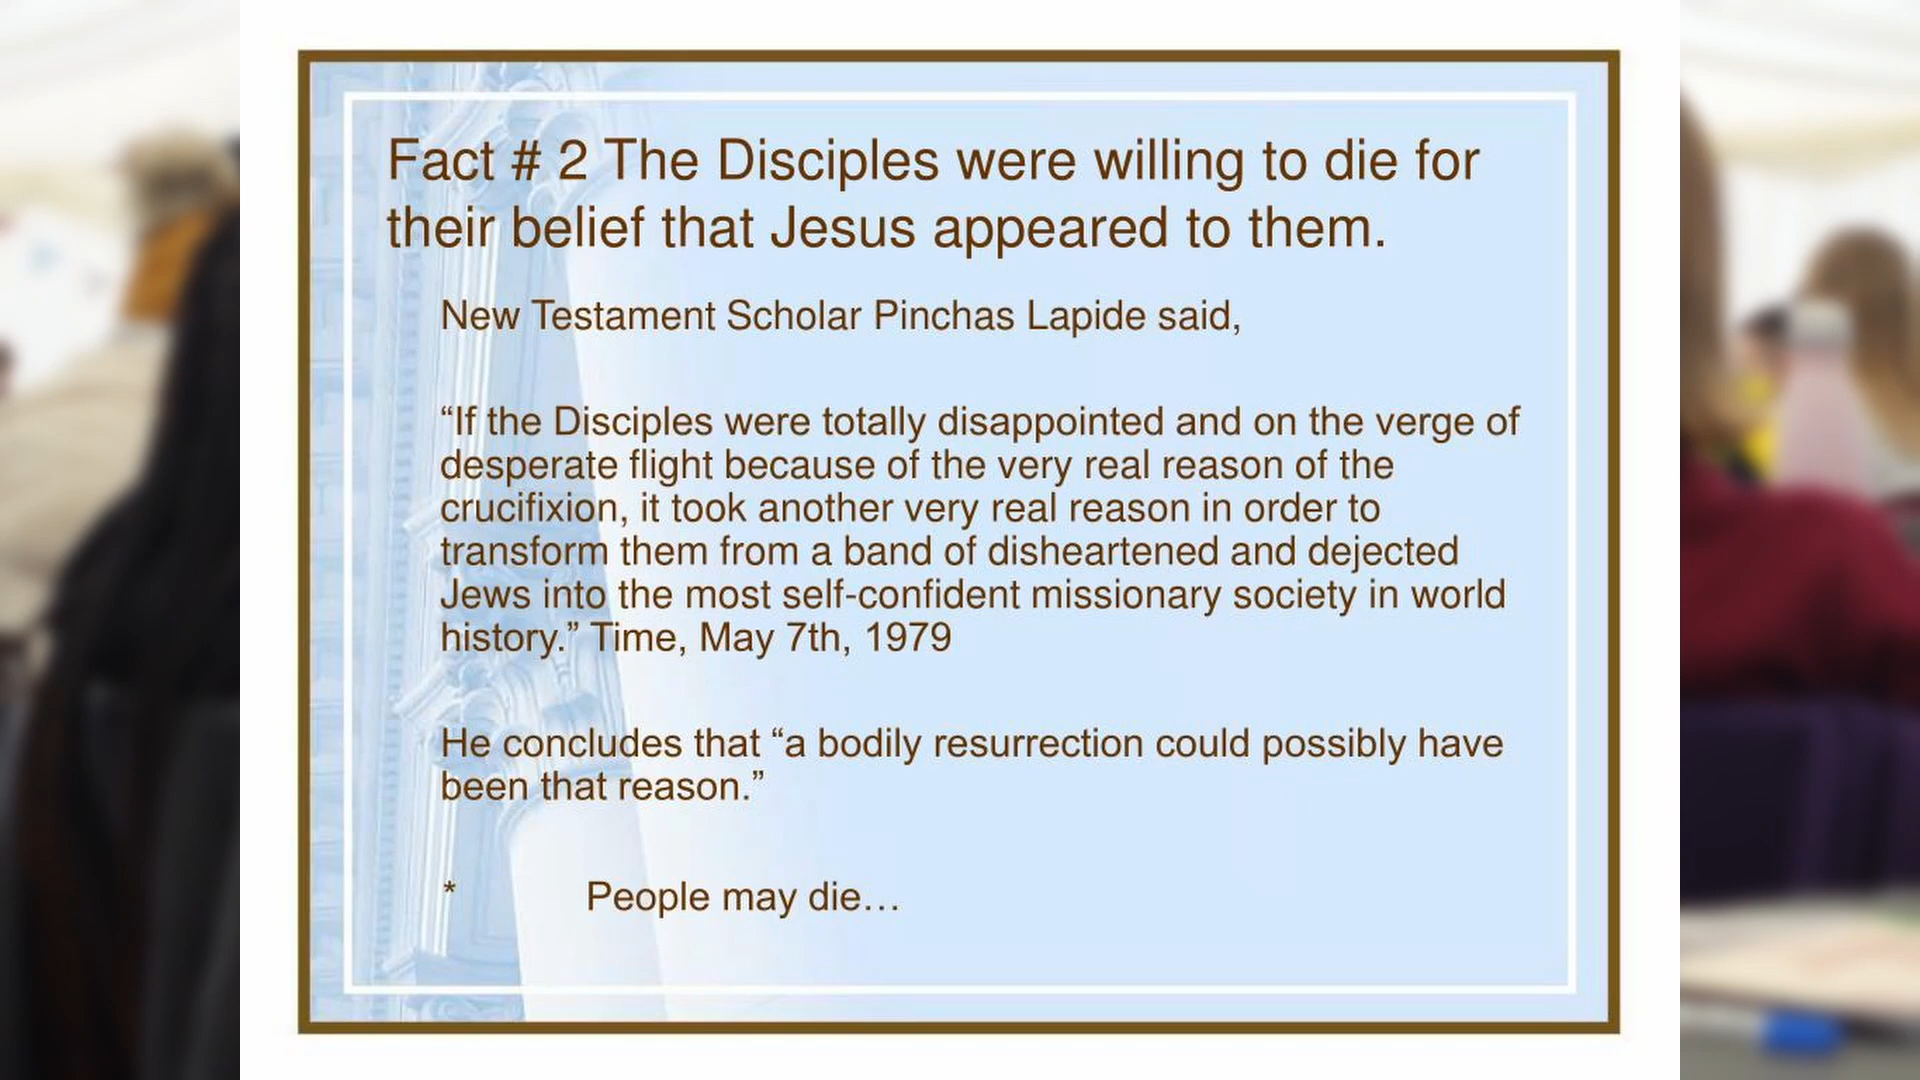 Fact # 2 The Disciples were willing to die for
their belief that Jesus appeared to them.
New Testament Scholar Pinchas Lapide said,
“If the Disciples were totally disappointed and on the verge of
desperate flight because of the very real reason of the
crucifixion, it took another very real reason in order to
transform them from a band of disheartened and dejected
Jews into the most self-confident missionary society in world
history.” Time, May 7th, 1979
He concludes that “a bodily resurrection could possibly have
been that reason.”
* People may die…